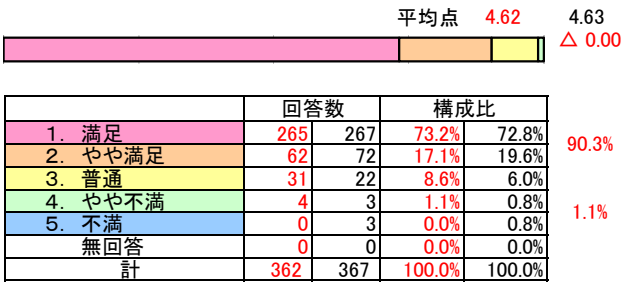 平均点 4.62 4.63
△ 0.00
回答数 構成比
1. 満足 265 267 73.2% 72.8%
90.3%
2. やや満足 62 72 17.1% 19.6%
3. 普通 31 22 8.6% 6.0%
4. やや不満 4 3 1.1% 0.8%
1.1%
5. 不満 0 3 0.0% 0.8%
無回答 0 0 0.0% 0.0%
計 362 367 100.0% 100.0%